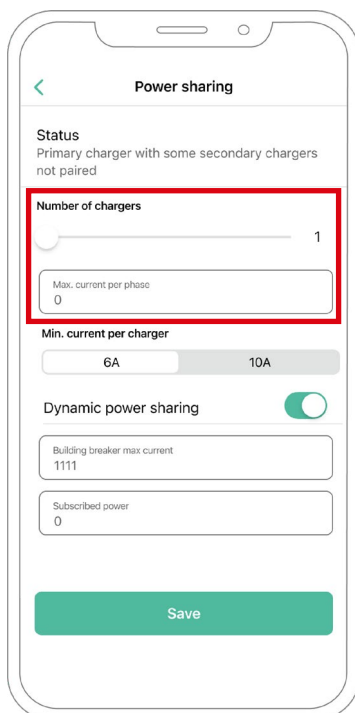 Power sharing
Status
Primary charger with some secondary chargers
not paired
Number of chargers
1
Max. current per phase
0
Min. current per charger
6A 10A
Dynamic power sharing
Building breaker max current
1111
Subscribed power
0
Save